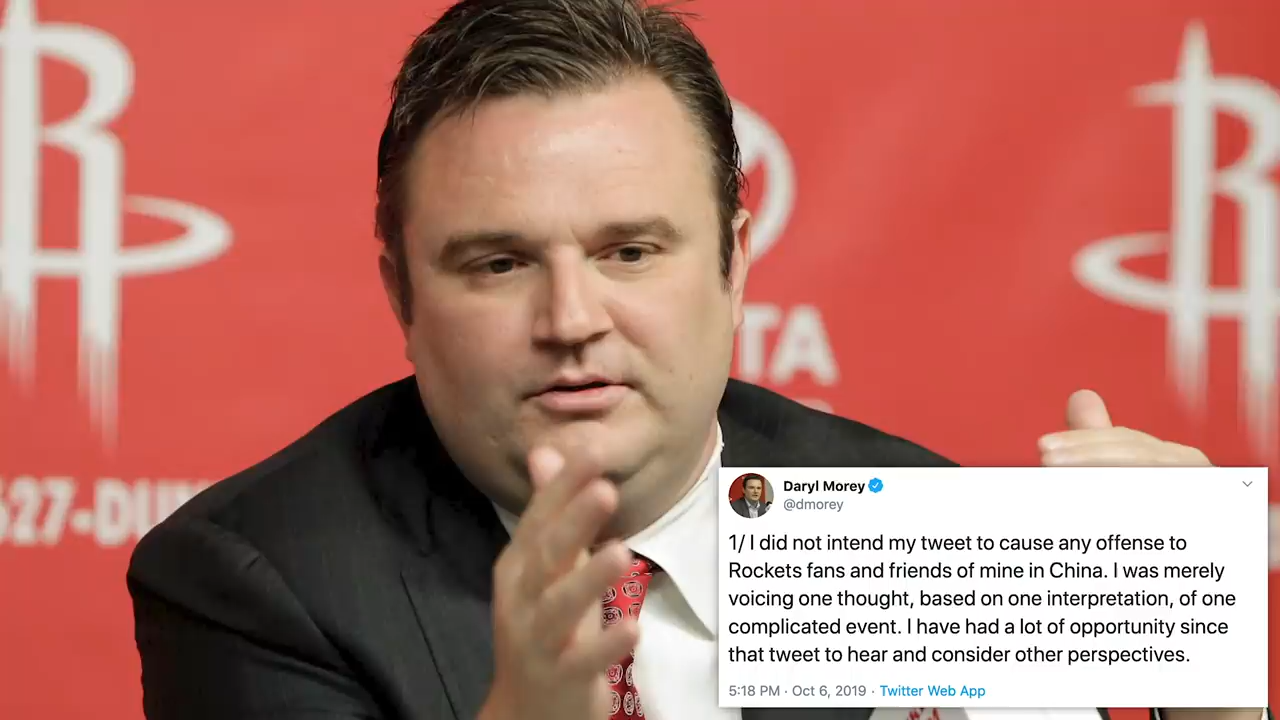 TA
627-DU
Daryl Morey
@dmorey
1/ I did not intend my tweet to cause any offense to
Rockets fans and friends of mine in China. I was merely
voicing one thought, based on one interpretation, of one
complicated event. I have had a lot of opportunity since
that tweet to hear and consider other perspectives.
5:18 PM · Oct 6, 2019 · Twitter Web App